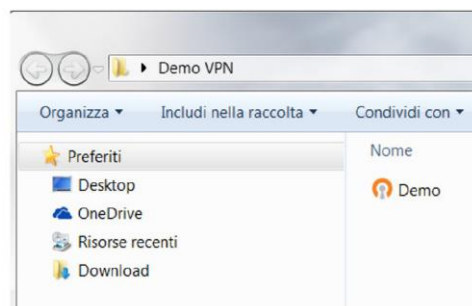 Demo VPN
Organizza Includi nella raccolta Condividi con
Preferiti
Desktop
OneDrive
Risorse recenti
Download
Nome
Demo